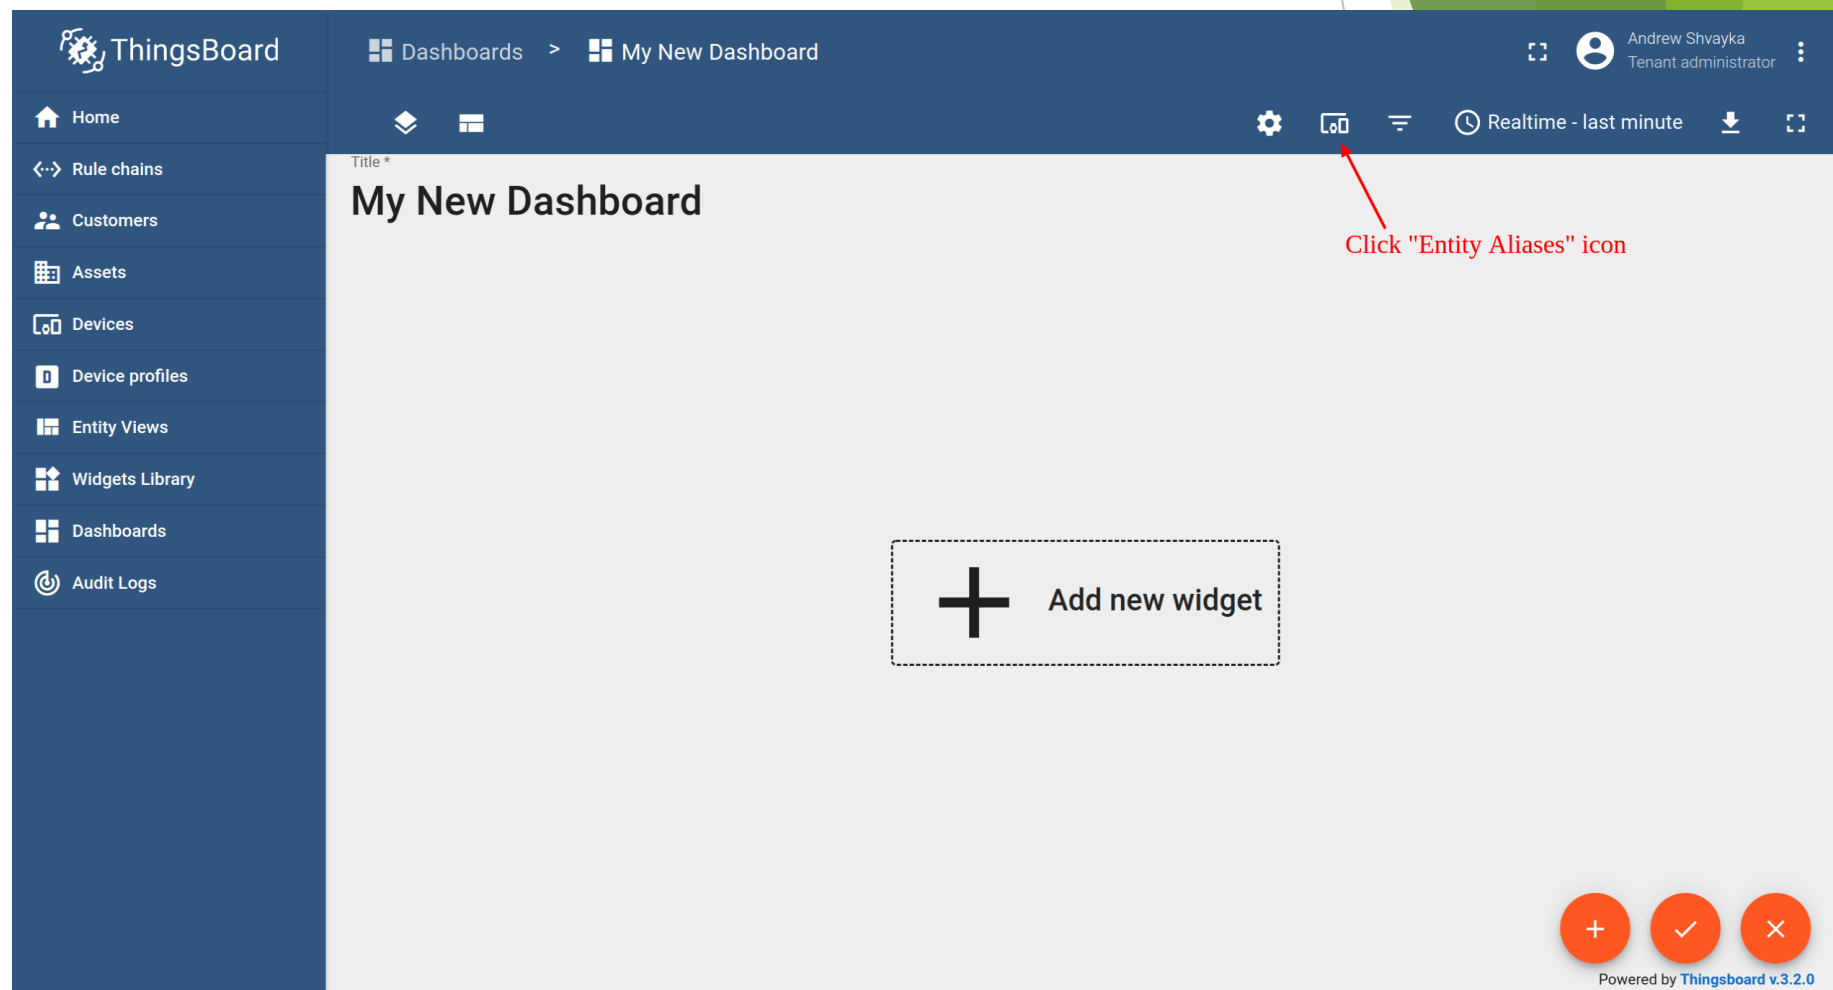 ThingsBoard
Dashboards > My New Dashboard
Andrew Shvayka
Tenant administrator
Home
Rule chains
Customers
Assets
Devices
Device profiles
Entity Views
Widgets Library
Dashboards
Audit Logs
Realtime - last minute
Title *
My New Dashboard
Click "Entity Aliases" icon
Add new widget
Powered by Thingsboard v.3.2.0